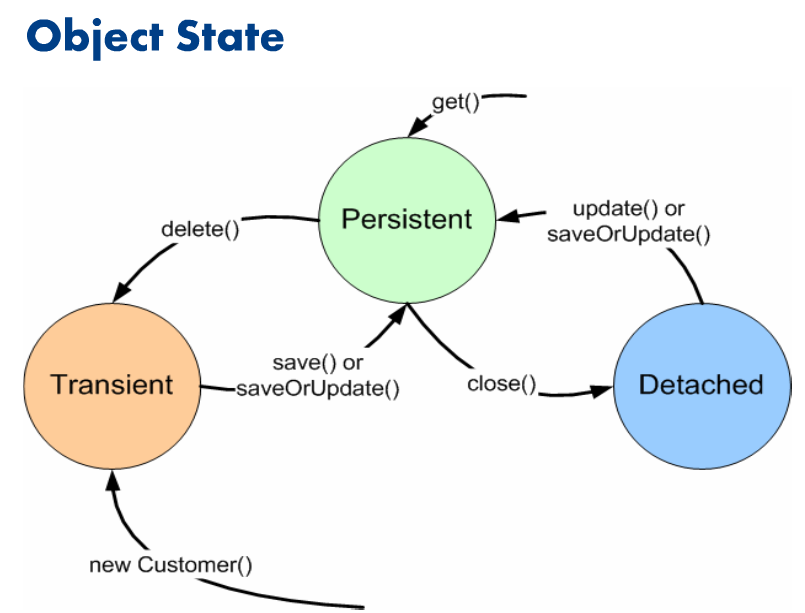 Object State
get()
Persistent
update() or
saveOrUpdate()
delete()
save() or
saveOrUpdate()
Transient
close()
Detached
new Customer()